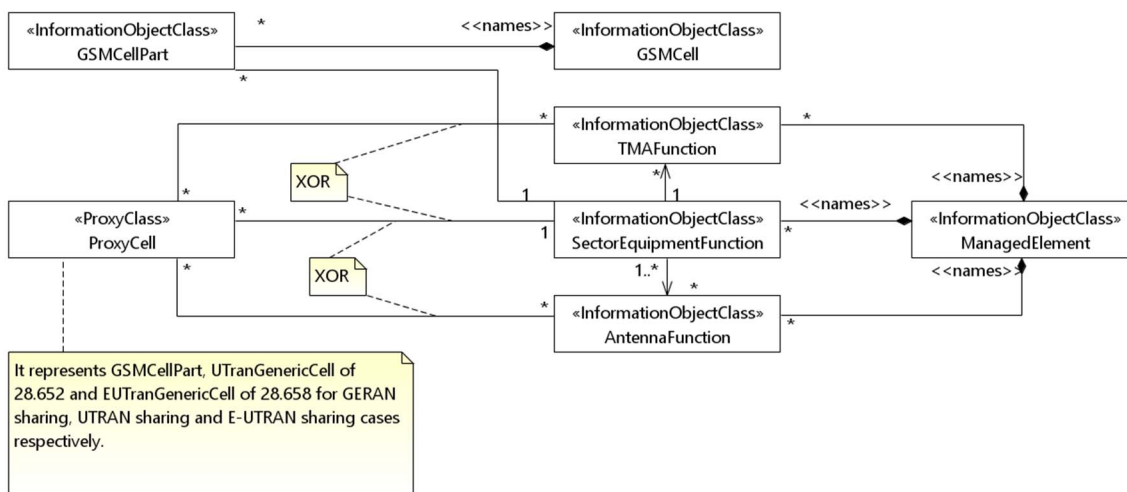 «InformationObjectClass»
GSMCellPart
*
<<names>>
«InformationObjectClass»
GSMCell
*
*
«InformationObjectClass»
TMAFunction
*
XOR
*
*
<<names>>
1
1
«ProxyClass»
ProxyCell
*
1
«InformationObjectClass»
SectorEquipmentFunction
<<names>>
*
«InformationObjectClass»
ManagedElement
*
XOR
1..*
<<names>>
*
*
«InformationObjectClass»
AntennaFunction
*
It represents GSMCellPart, UTranGenericCell of
28.652 and EUTranGenericCell of 28.658 for GERAN
sharing, UTRAN sharing and E-UTRAN sharing cases
respectively.